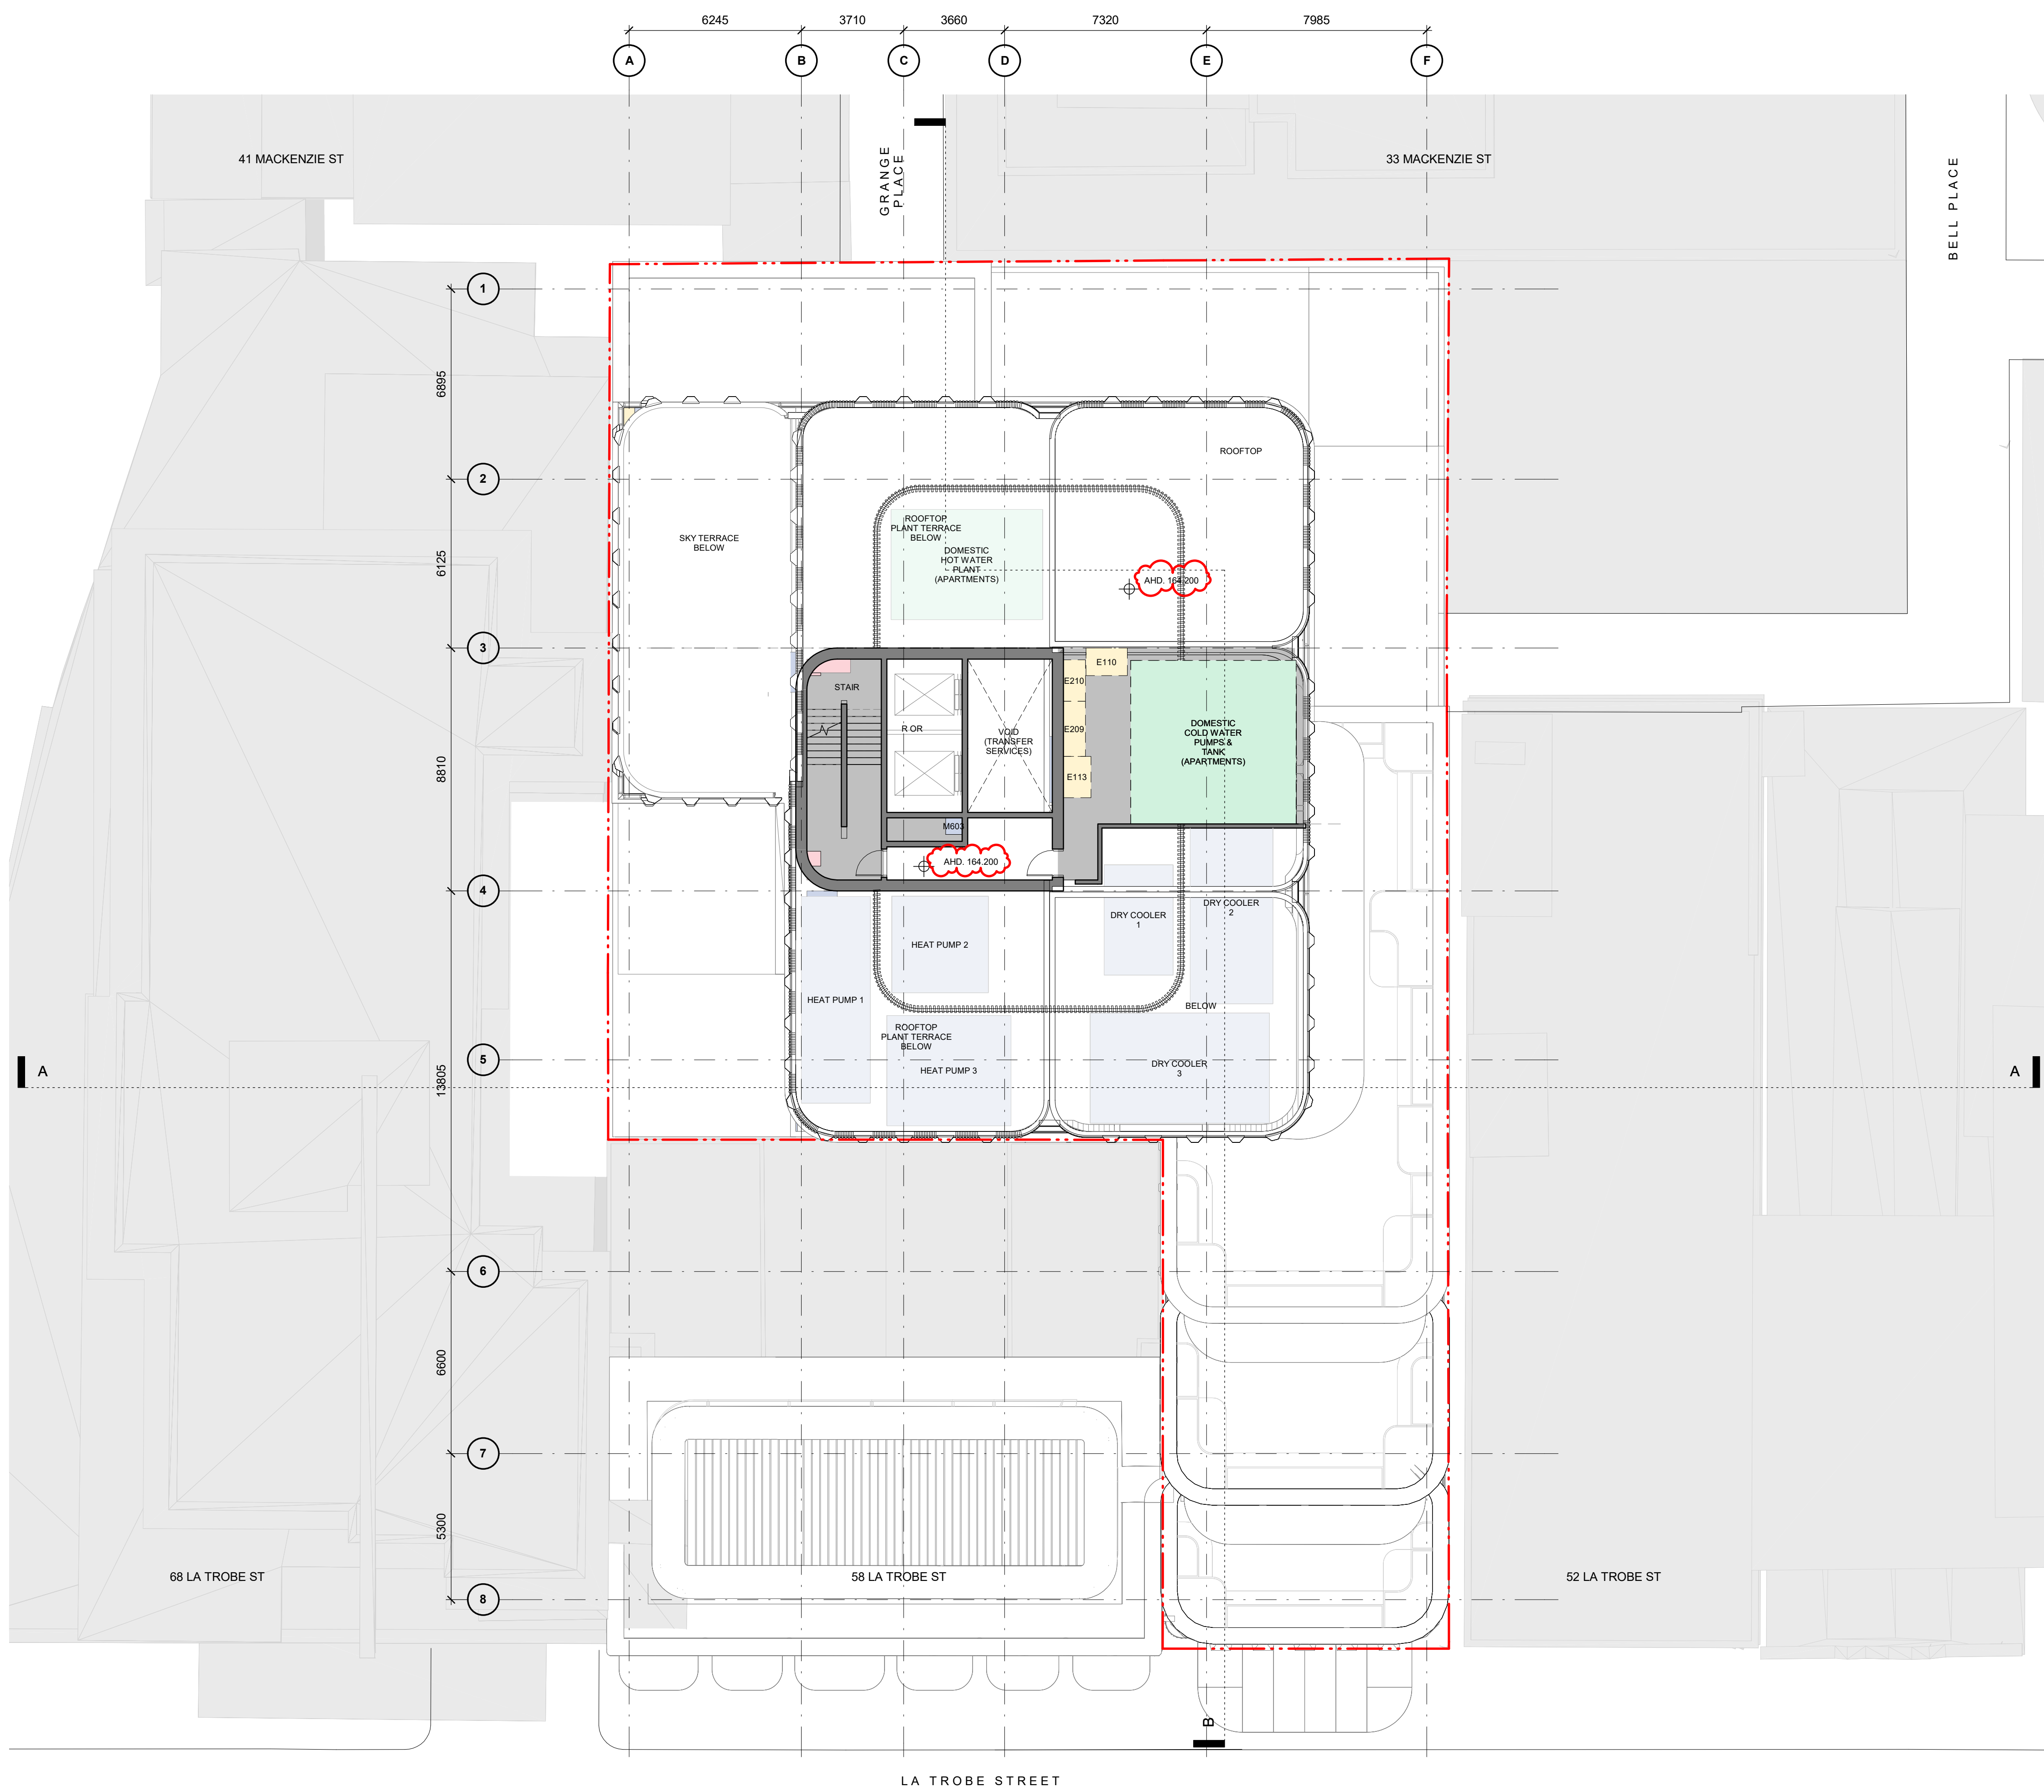 6245
3710
3660
7320
7985
A
B
C
D
E
F
41 MACKENZIE ST
GRANGE
PLACE
33 MACKENZIE ST
BELL PLACE
1
6895
2
ROOFTOP
SKY TERRACE
BELOW
ROOFTOP
PLANT TERRACE
BELOW
DOMESTIC
HOT WATER
PLANT
(APARTMENTS)
6125
AHD. 164.200
3
STAIR
E110
E210
E209
E113
R OR
VOID
(TRANSFER
SERVICES)
DOMESTIC
COLD WATER
PUMPS &
TANK
(APARTMENTS)
8810
M603
AHD. 164.200
4
HEAT PUMP 2
DRY COOLER
1
DRY COOLER
2
HEAT PUMP 1
BELOW
ROOFTOP
PLANT TERRACE
BELOW
HEAT PUMP 3
DRY COOLER
3
5
A
A
13805
6
6600
7
5300
68 LA TROBE ST
58 LA TROBE ST
52 LA TROBE ST
8
B
LA TROBE STREET